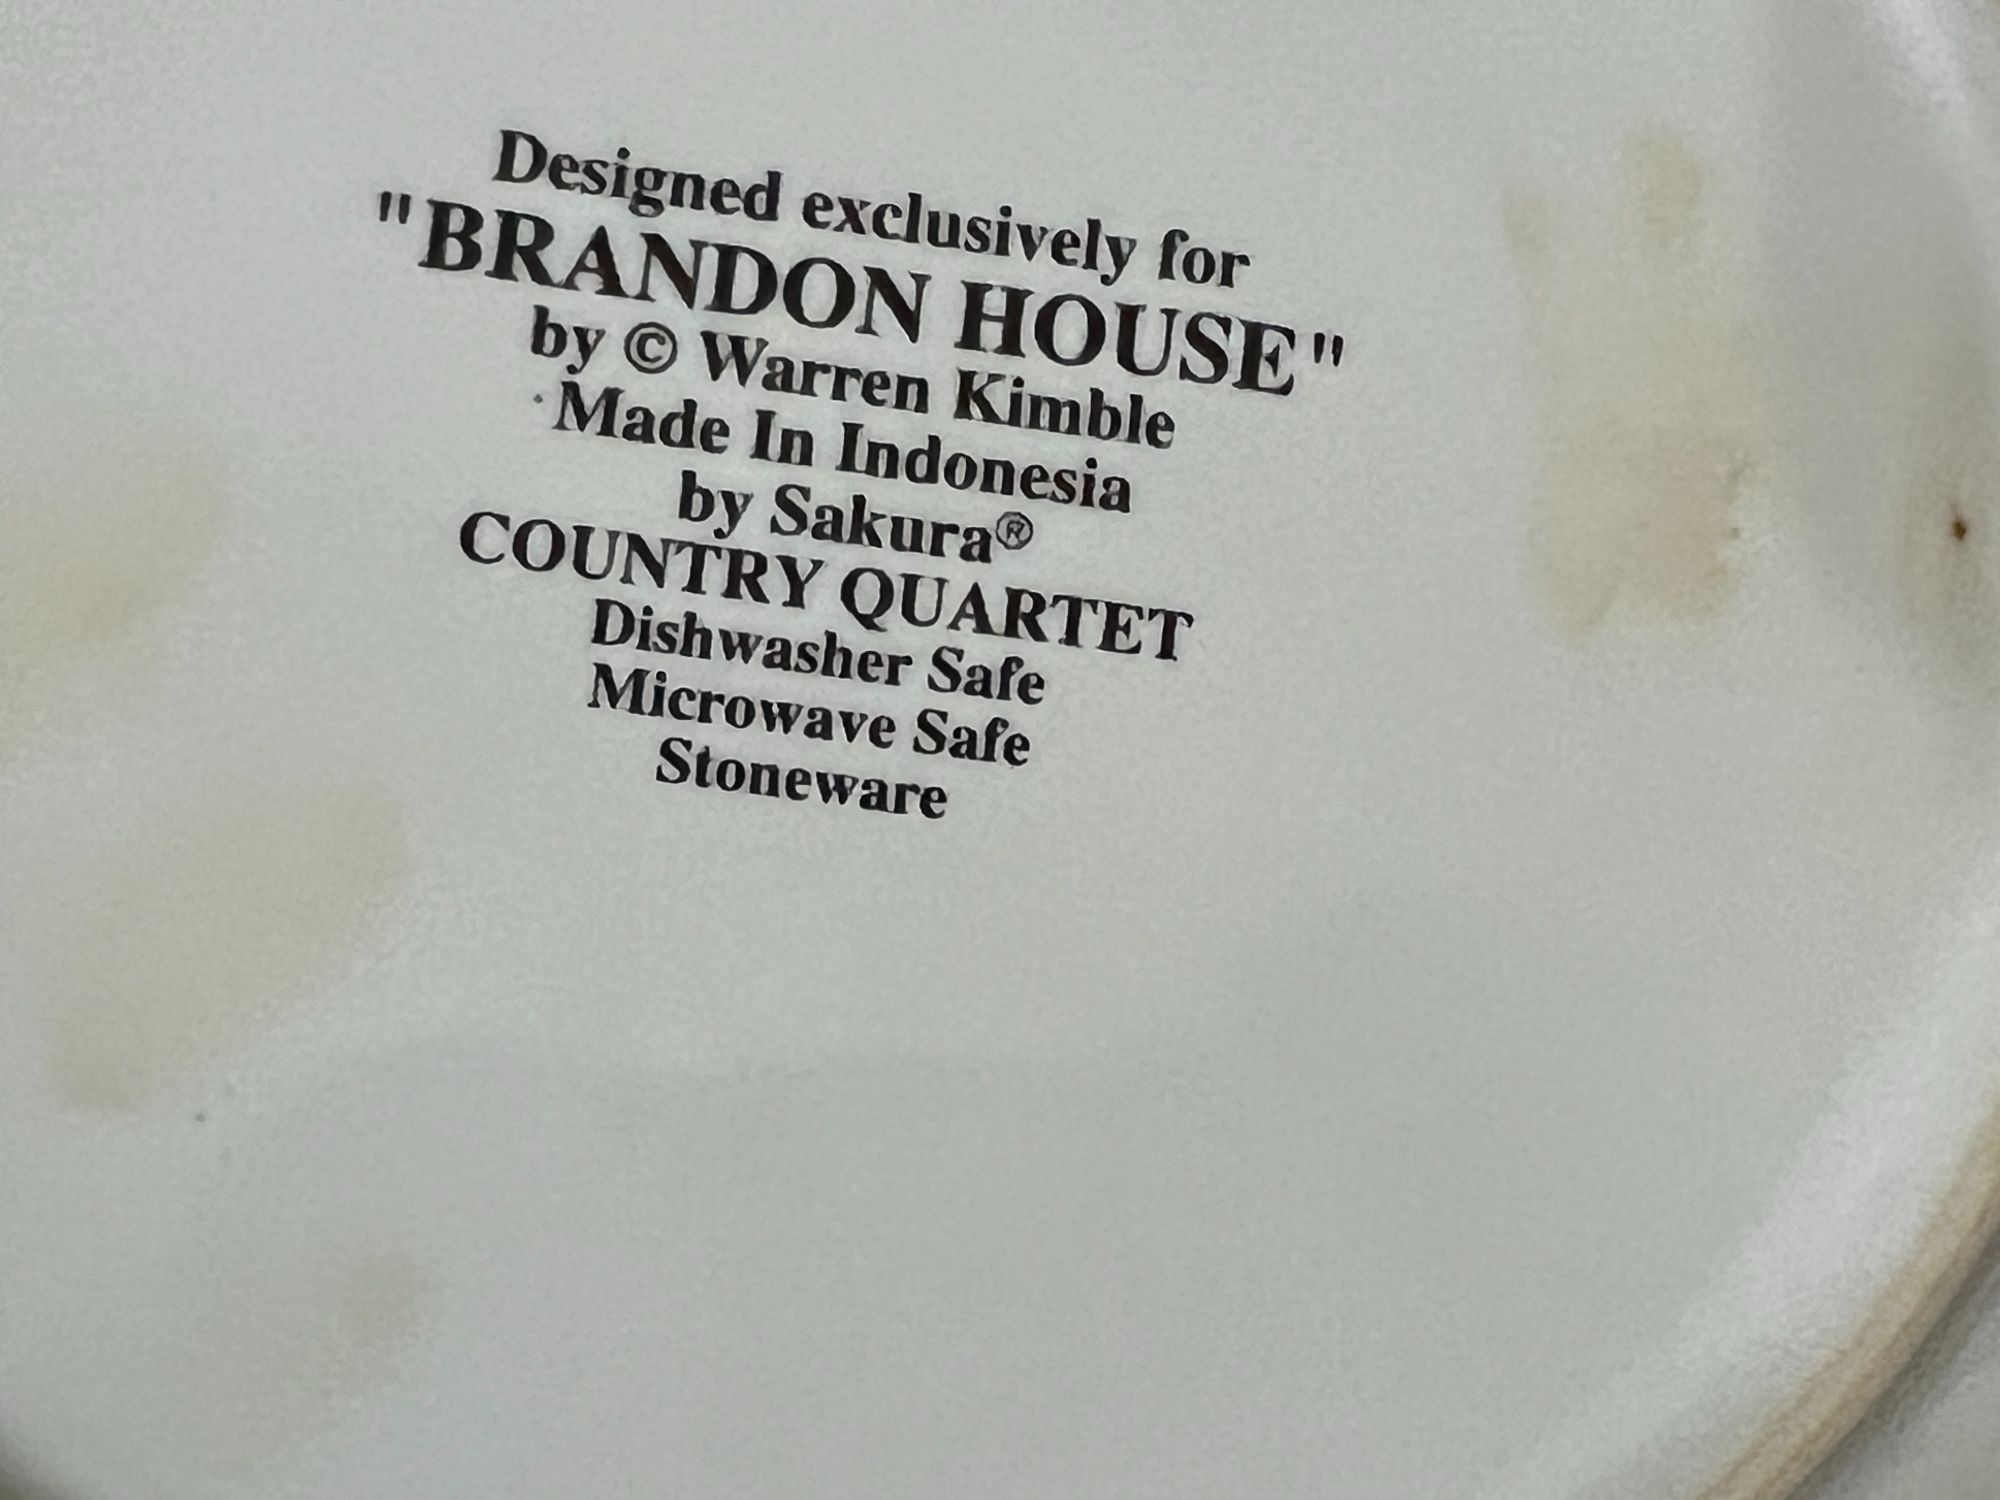 Designed exclusively for
"BRANDON HOUSE"
by © Warren Kimble
Made In Indonesia
by Sakura®
COUNTRY QUARTET
Dishwasher Safe
Microwave Safe
Stoneware